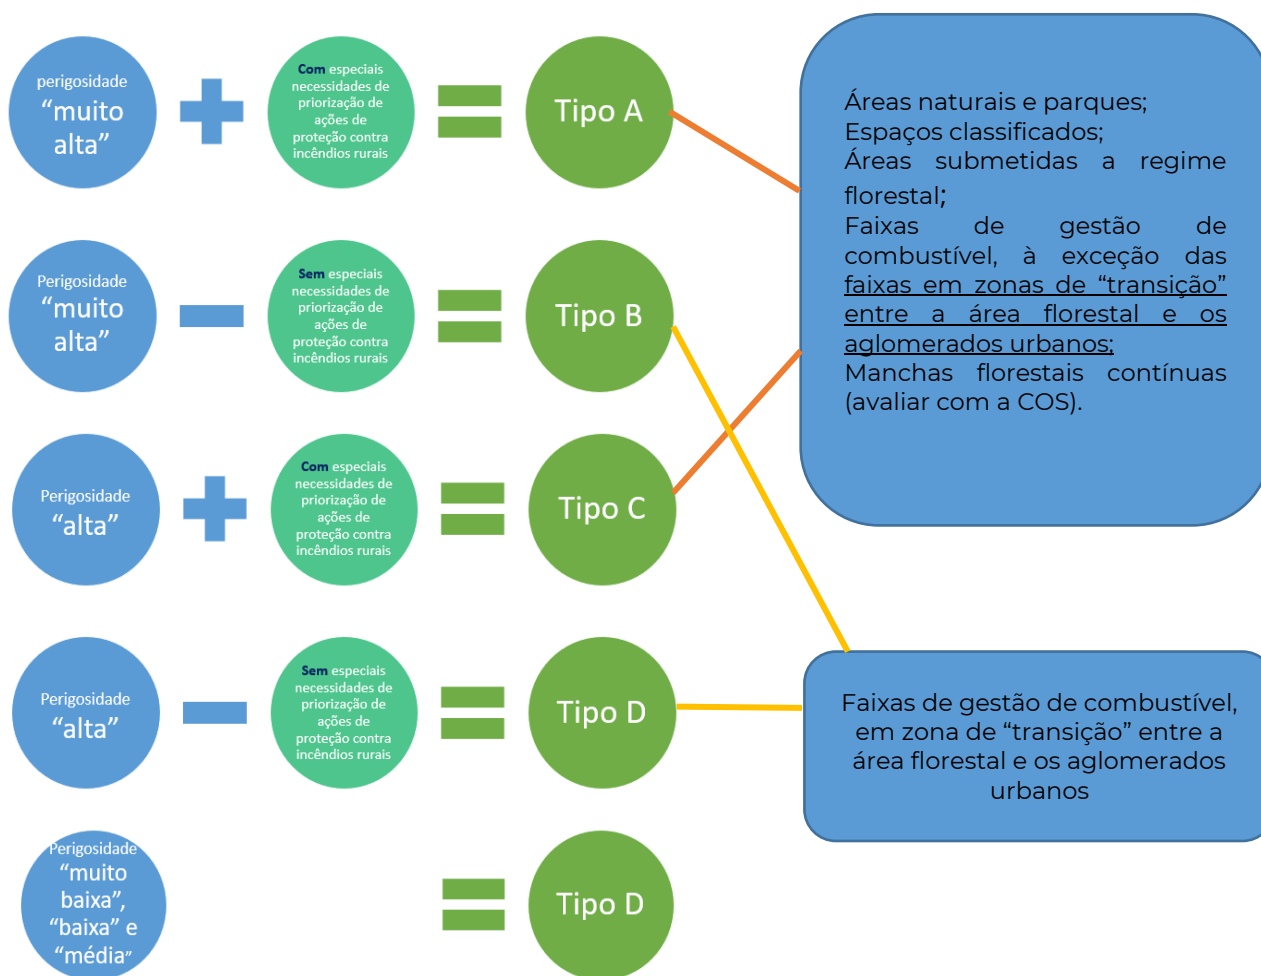 perigosidade
“muito
alta”
Com especiais
necessidades de
priorização de
ações de
proteção contra
incêndios rurais
Tipo A
Perigosidade
“muito
alta”
Sem especiais
necessidades de
priorização de
ações de
proteção contra
incêndios rurais
Tipo B
Perigosidade
“alta”
Com especiais
necessidades de
priorização de
ações de
proteção contra
incêndios rurais
Tipo C
Perigosidade
“alta”
Sem especiais
necessidades de
priorização de
ações de
proteção contra
incêndios rurais
Tipo D
Perigosidade
“muito
baixa”,
“baixa” e
“média”
Tipo D
Áreas naturais e parques;
Espaços classificados;
Áreas submetidas a regime
florestal;
Faixas de gestão de
combustível, à exceção das
faixas em zonas de “transição”
entre a área florestal e os
aglomerados urbanos;
Manchas florestais contínuas
(avaliar com a COS).
Faixas de gestão de combustível,
em zona de “transição” entre a
área florestal e os aglomerados
urbanos